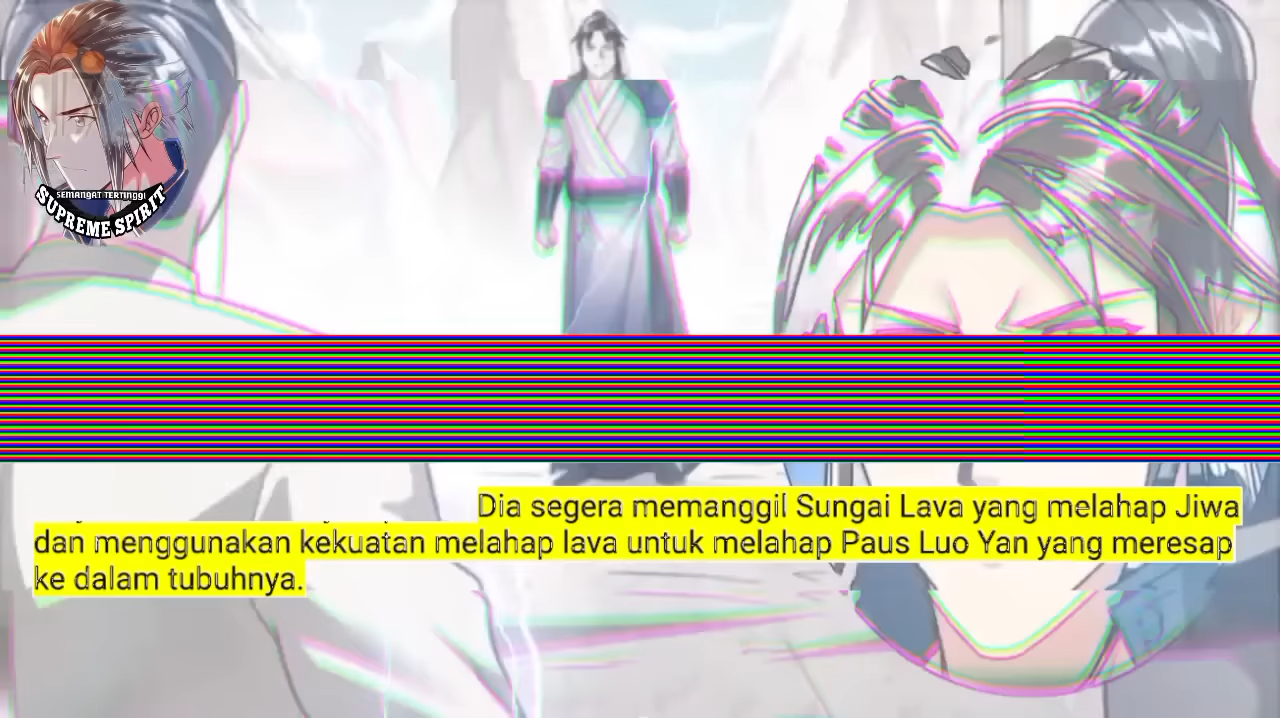 SEMANGAT TERTINGGI
SUPREME SPIRIT
Dia segera memanggil Sungai Lava yang melahap Jiwa
dan menggunakan kekuatan melahap lava untuk melahap Paus Luo Yan yang meresap
ke dalam tubuhnya.